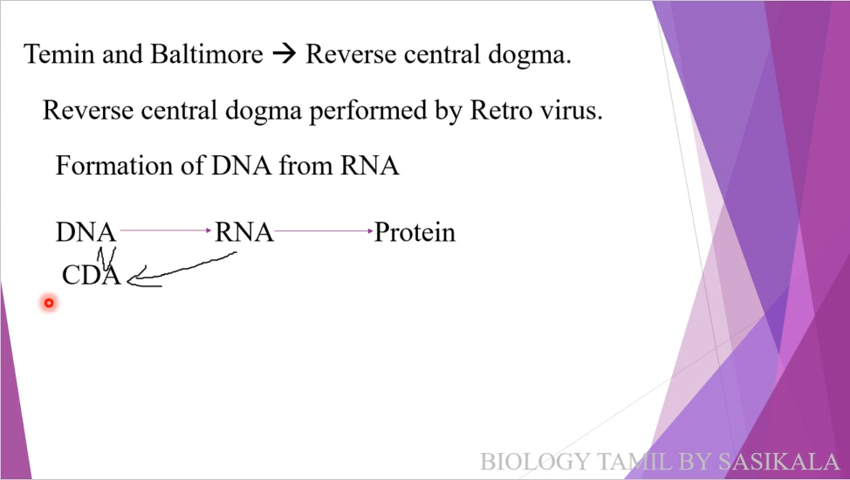 Temin and Baltimore → Reverse central dogma.
Reverse central dogma performed by Retro virus.
Formation of DNA from RNA
DNA → RNA → Protein
N
CDA
BIOLOGY TAMIL BY SASIKALA